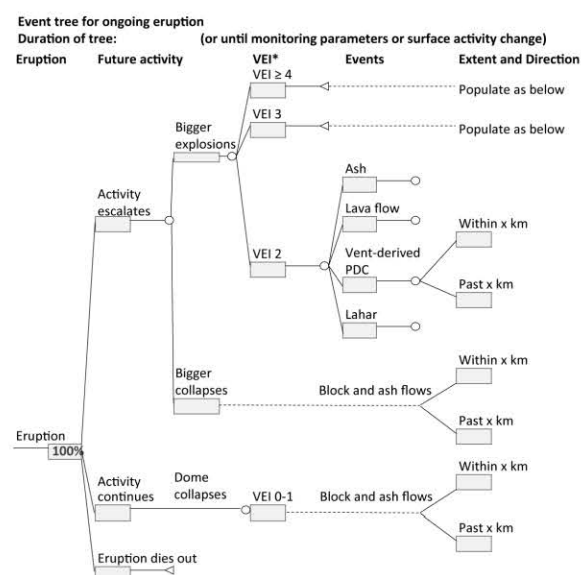 Event tree for ongoing eruption
Duration of tree: (or until monitoring parameters or surface activity change)
Eruption Future activity VEI* Events Extent and Direction
VEI ≥ 4
Populate as below
VEI 3
Populate as below
Bigger
explosions
Ash
Activity
escalates
Lava flow
Within x km
VEI 2
Vent-derived
PDC
Past x km
Lahar
Within x km
Bigger
collapses
Block and ash flows
Past x km
Eruption
100%
Within x km
Activity
continues
Dome
collapses
VEI 0-1
Block and ash flows
Past x km
Eruption dies out